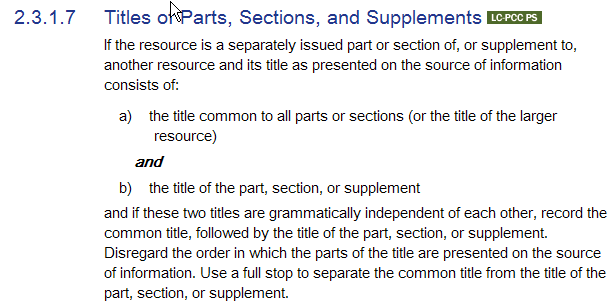 2.3.1.7 Titles of Parts, Sections, and Supplements LC-PCC PS
If the resource is a separately issued part or section of, or supplement to,
another resource and its title as presented on the source of information
consists of:
a) the title common to all parts or sections (or the title of the larger
resource)
and
b) the title of the part, section, or supplement
and if these two titles are grammatically independent of each other, record the
common title, followed by the title of the part, section, or supplement.
Disregard the order in which the parts of the title are presented on the source
of information. Use a full stop to separate the common title from the title of the
part, section, or supplement.